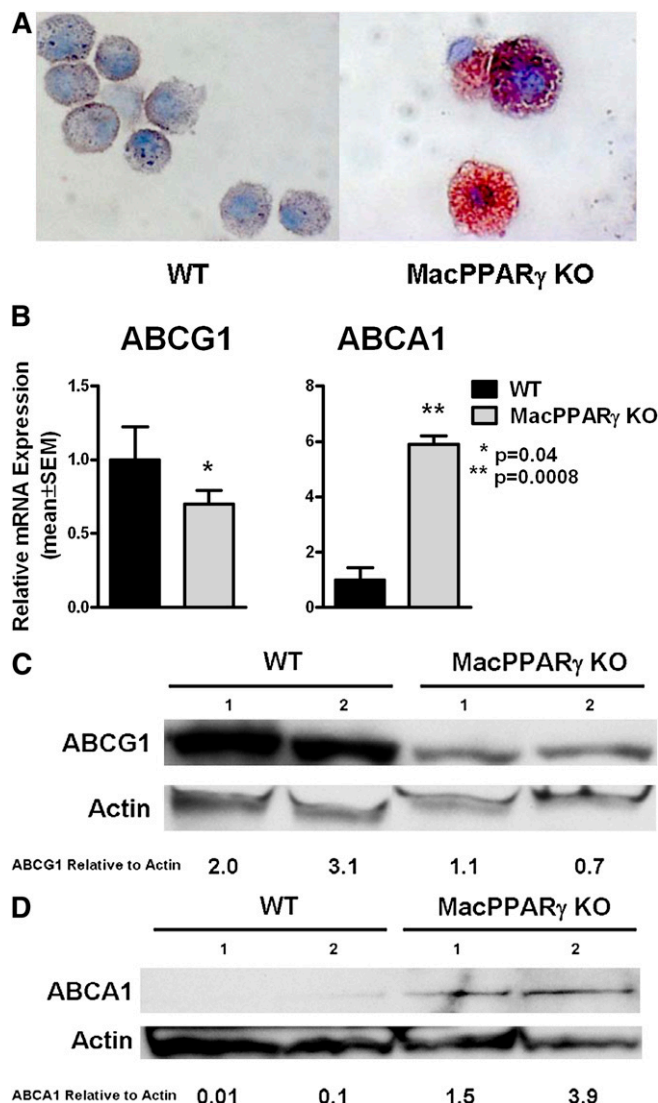 A
WT MacPPARγ KO
B
ABCG1 ABCA1
Relative mRNA Expression
(mean±SEM)
1.5
1.0
0.5
0.0
8
6
4
2
0
*
**
WT
MacPPARγ KO
* p=0.04
** p=0.0008
C
WT MacPPARγ KO
1 2 1 2
ABCG1
Actin
ABCG1 Relative to Actin 2.0 3.1 1.1 0.7
D
WT MacPPARγ KO
1 2 1 2
ABCA1
Actin
ABCA1 Relative to Actin 0.01 0.1 1.5 3.9